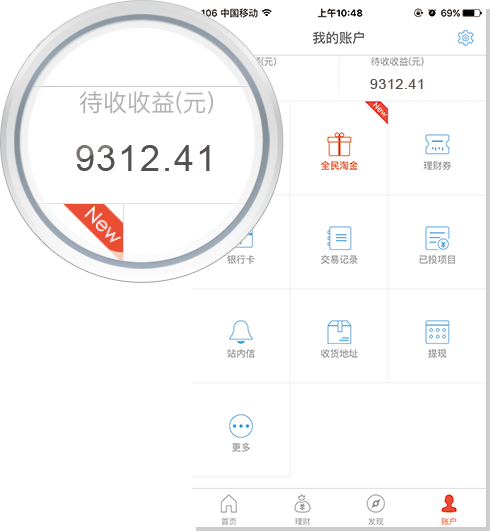 106 中国移动 上午10:48 69%
我的账户
(元) 待收收益(元)
9312.41
待收收益(元)
9312.41
New
New
全民淘金 理财券
银行卡 交易记录 已投项目
站内信 收货地址 提现
更多
首页 理财 发现 账户